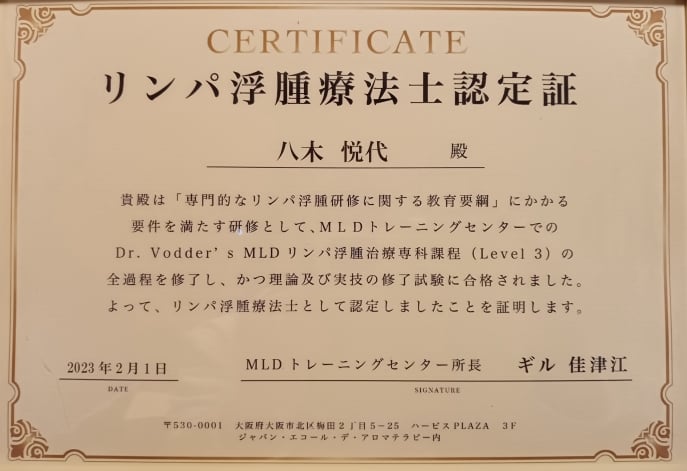 CERTIFICATE
リンパ浮腫療法士認定証
八木 悦代 殿
貴殿は「専門的なリンパ浮腫研修に関する教育要綱」にかかる
要件を満たす研修として、MLDトレーニングセンターでの
Dr. Vodder's MLDリンパ浮腫治療専科課程（Level 3）の
全過程を修了し、かつ理論及び実技の修了試験に合格されました。
よって、リンパ浮腫療法士として認定しましたことを証明します。
2023年2月1日 MLDトレーニングセンター所長 ギル 佳津江
DATE SIGNATURE
〒530-0001 大阪府大阪市北区梅田2丁目5−25 ハービスPLAZA 3F
ジャパン・エコール・デ・アロマテラピー内